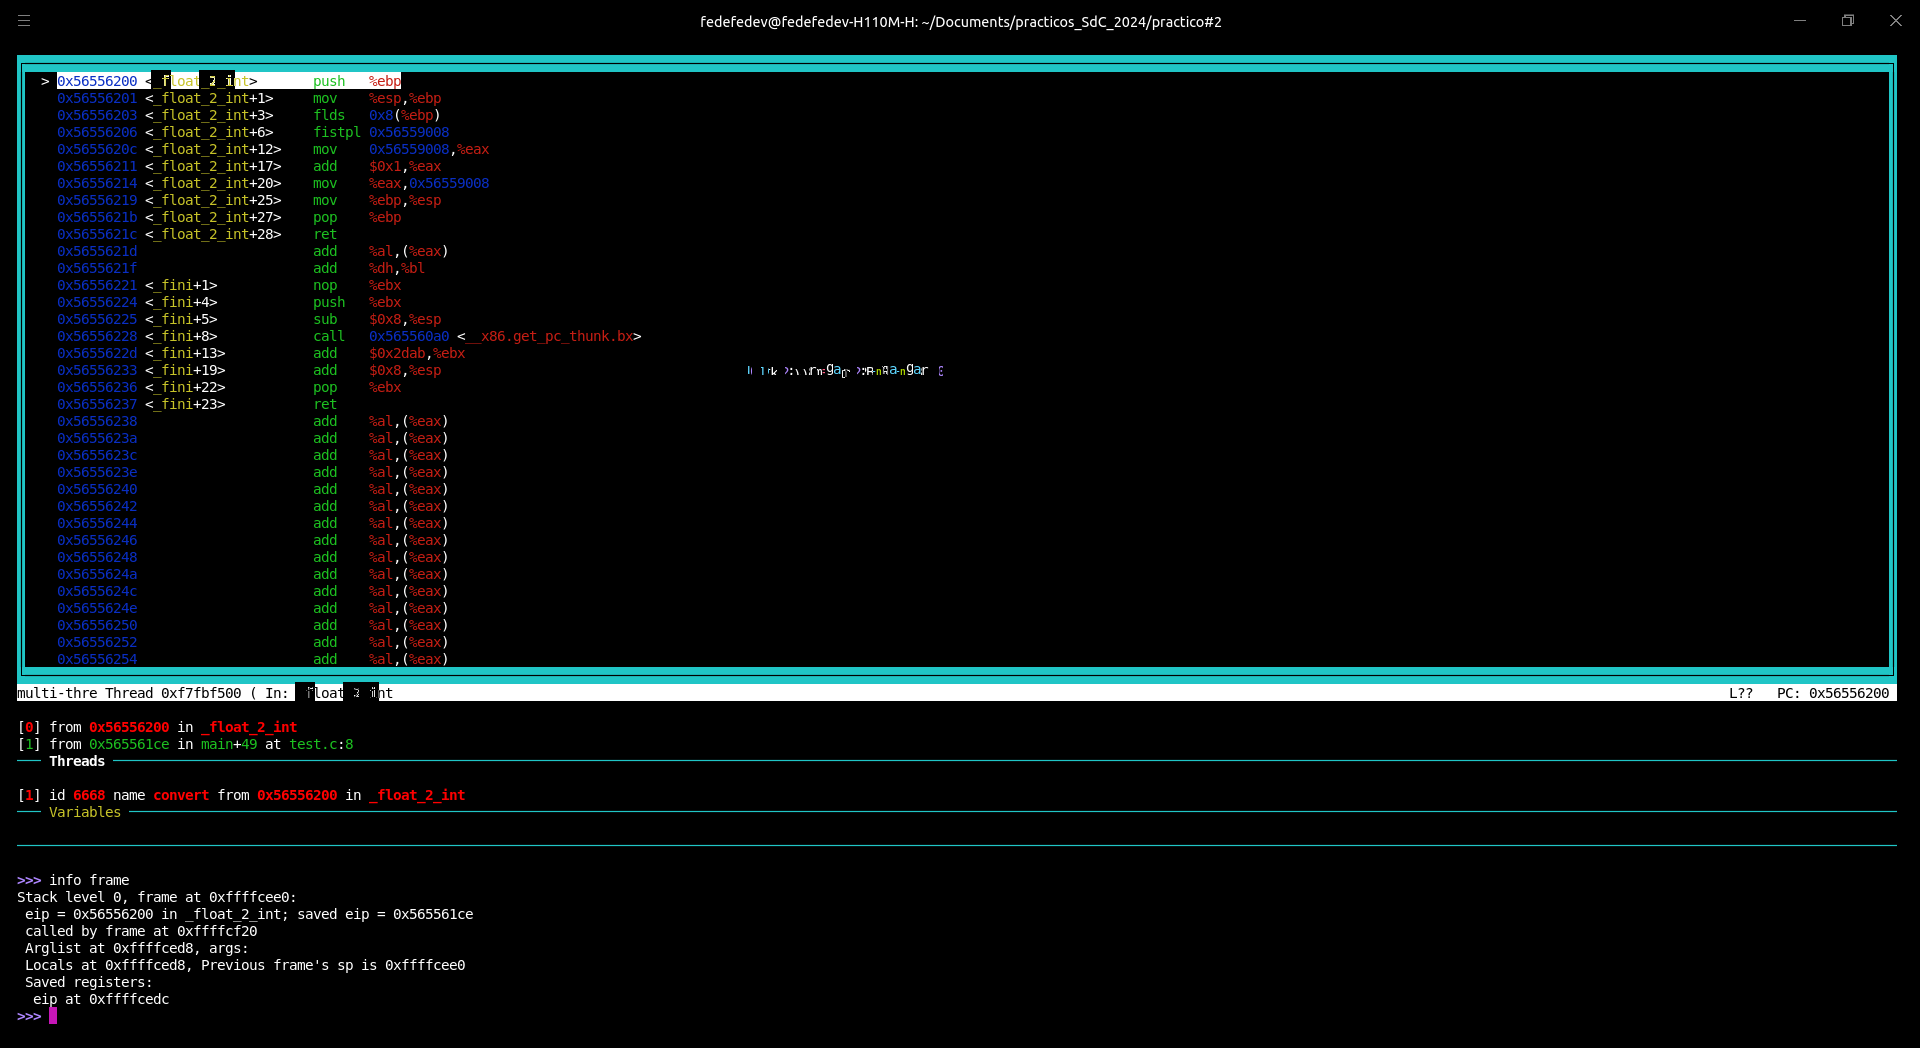 fedefedev@fedefedev-H110M-H: ~/Documents/practicos_SdC_2024/practico#2
> 0x56556200 <_float_2_int> push %ebp
0x56556201 <_float_2_int+1> mov %esp,%ebp
0x56556203 <_float_2_int+3> flds 0x8(%ebp)
0x56556206 <_float_2_int+6> fistpl 0x56559008
0x5655620c <_float_2_int+12> mov 0x56559008,%eax
0x56556211 <_float_2_int+17> add $0x1,%eax
0x56556214 <_float_2_int+20> mov %eax,0x56559008
0x56556219 <_float_2_int+25> mov %ebp,%esp
0x5655621b <_float_2_int+27> pop %ebp
0x5655621c <_float_2_int+28> ret
0x5655621d add %al,(%eax)
0x5655621f add %dh,%bl
0x56556221 <_fini+1> nop %ebx
0x56556224 <_fini+4> push %ebx
0x56556225 <_fini+5> sub $0x8,%esp
0x56556228 <_fini+8> call 0x565560a0 <__x86.get_pc_thunk.bx>
0x5655622d <_fini+13> add $0x2dab,%ebx
0x56556233 <_fini+19> add $0x8,%esp
0x56556236 <_fini+22> pop %ebx
0x56556237 <_fini+23> ret
0x56556238 add %al,(%eax)
0x5655623a add %al,(%eax)
0x5655623c add %al,(%eax)
0x5655623e add %al,(%eax)
0x56556240 add %al,(%eax)
0x56556242 add %al,(%eax)
0x56556244 add %al,(%eax)
0x56556246 add %al,(%eax)
0x56556248 add %al,(%eax)
0x5655624a add %al,(%eax)
0x5655624c add %al,(%eax)
0x5655624e add %al,(%eax)
0x56556250 add %al,(%eax)
0x56556252 add %al,(%eax)
0x56556254 add %al,(%eax)
multi-thre Thread 0xf7fbf500 ( In: _float_2_int L?? PC: 0x56556200
[0] from 0x56556200 in _float_2_int
[1] from 0x565561ce in main+49 at test.c:8
Threads
[1] id 6668 name convert from 0x56556200 in _float_2_int
Variables
>>> info frame
Stack level 0, frame at 0xffffcee0:
eip = 0x56556200 in _float_2_int; saved eip = 0x565561ce
called by frame at 0xffffcf20
Arglist at 0xffffced8, args:
Locals at 0xffffced8, Previous frame's sp is 0xffffcee0
Saved registers:
eip at 0xffffcedc
>>>